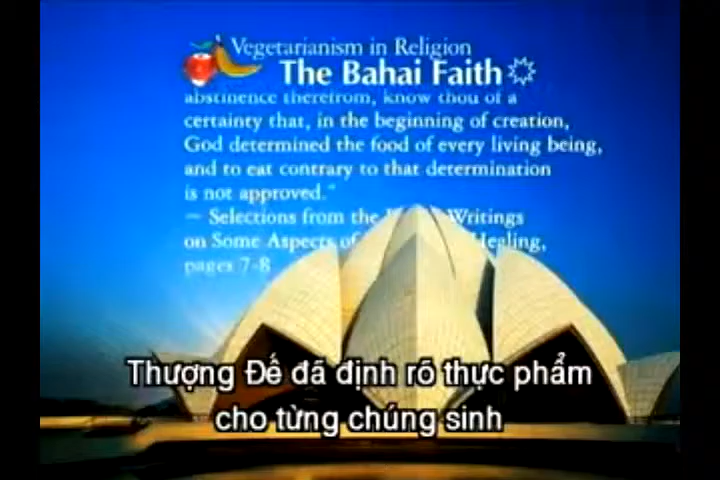 Vegetarianism in Religion
The Bahai Faith
abstinence therefrom, know thou of a
certainty that, in the beginning of creation,
God determined the food of every living being,
and to eat contrary to that determination
is not approved."
— Selections from the Writings
on Some Aspects of Healing,
pages 7-8
Thượng Đế đã định rõ thực phẩm
cho từng chúng sinh